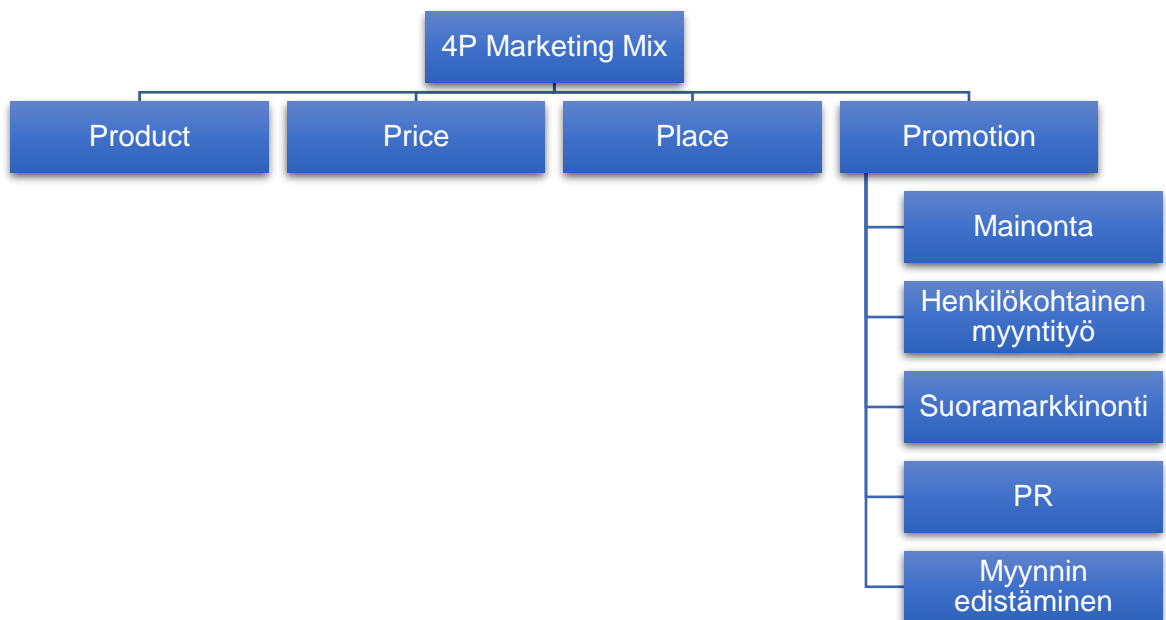 4P Marketing Mix
Product
Price
Place
Promotion
Mainonta
Henkilökohtainen
myyntityö
Suoramarkkinonti
PR
Myynnin
edistäminen